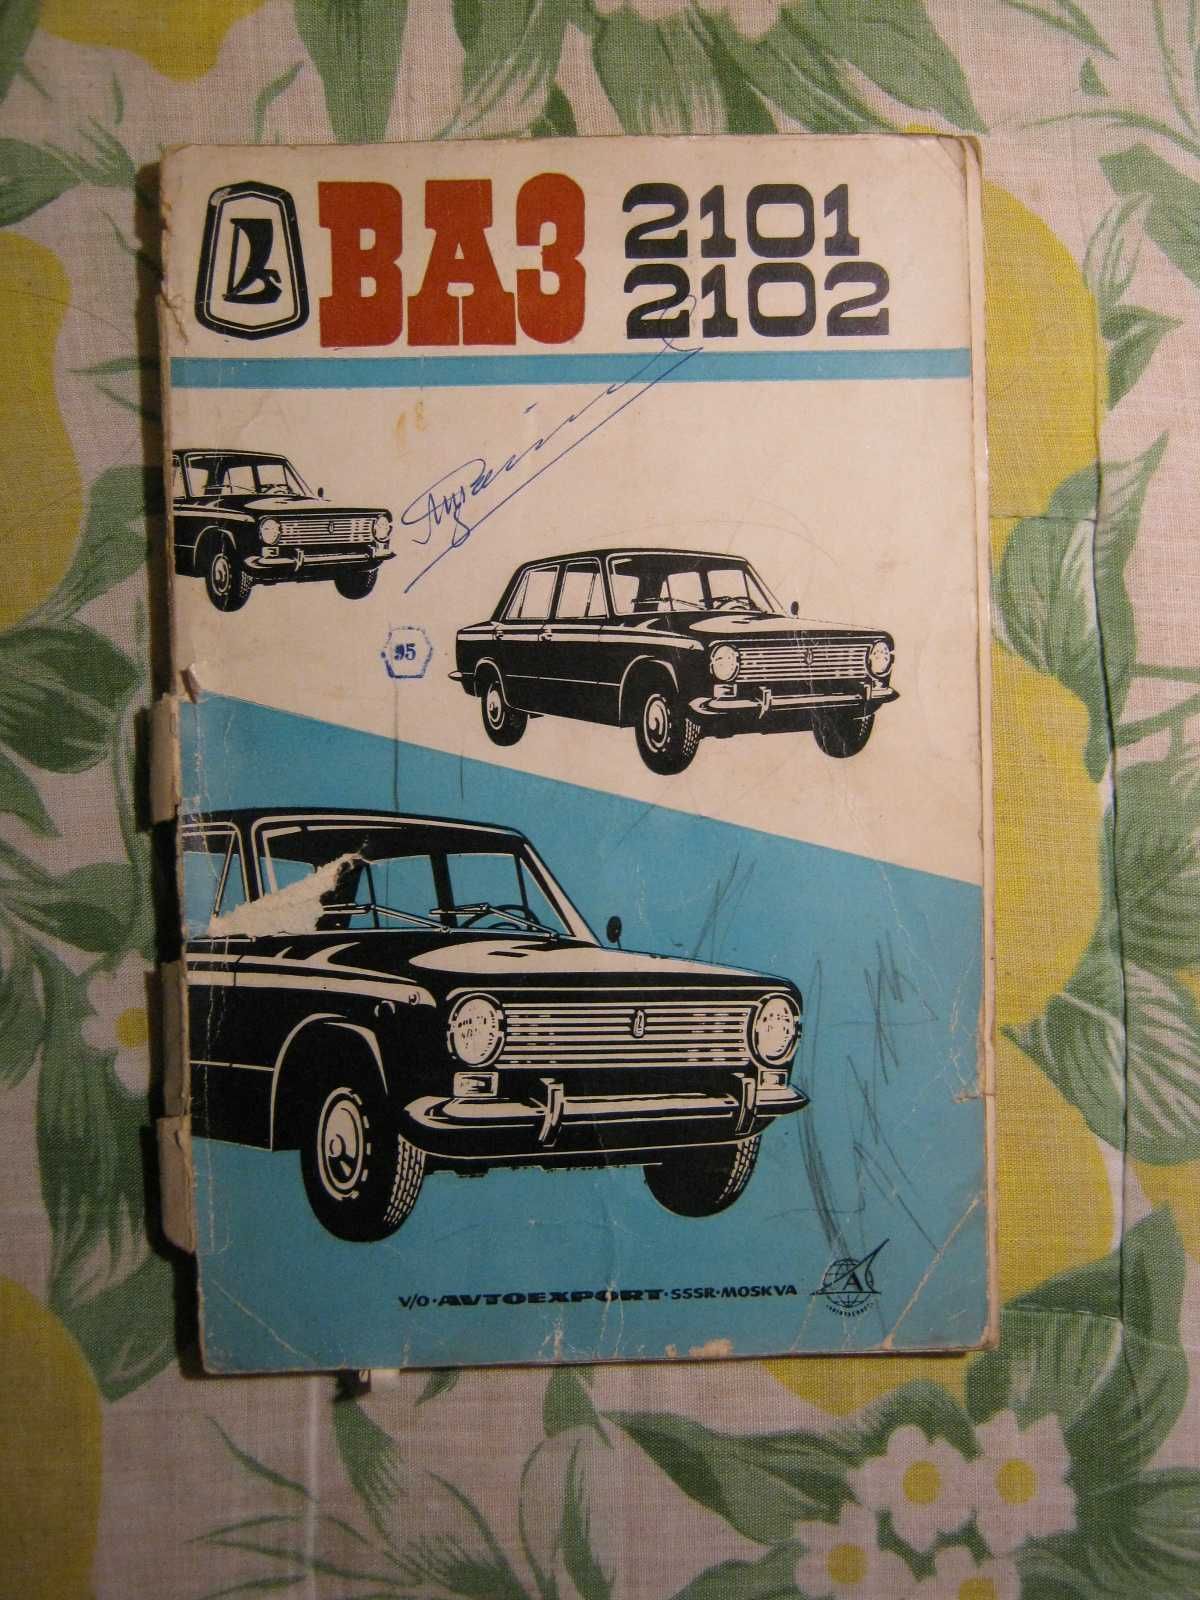 ВАЗ 2101
2102
95
V/O·AVTOEXPORT·SSSR·MOSKVA
A